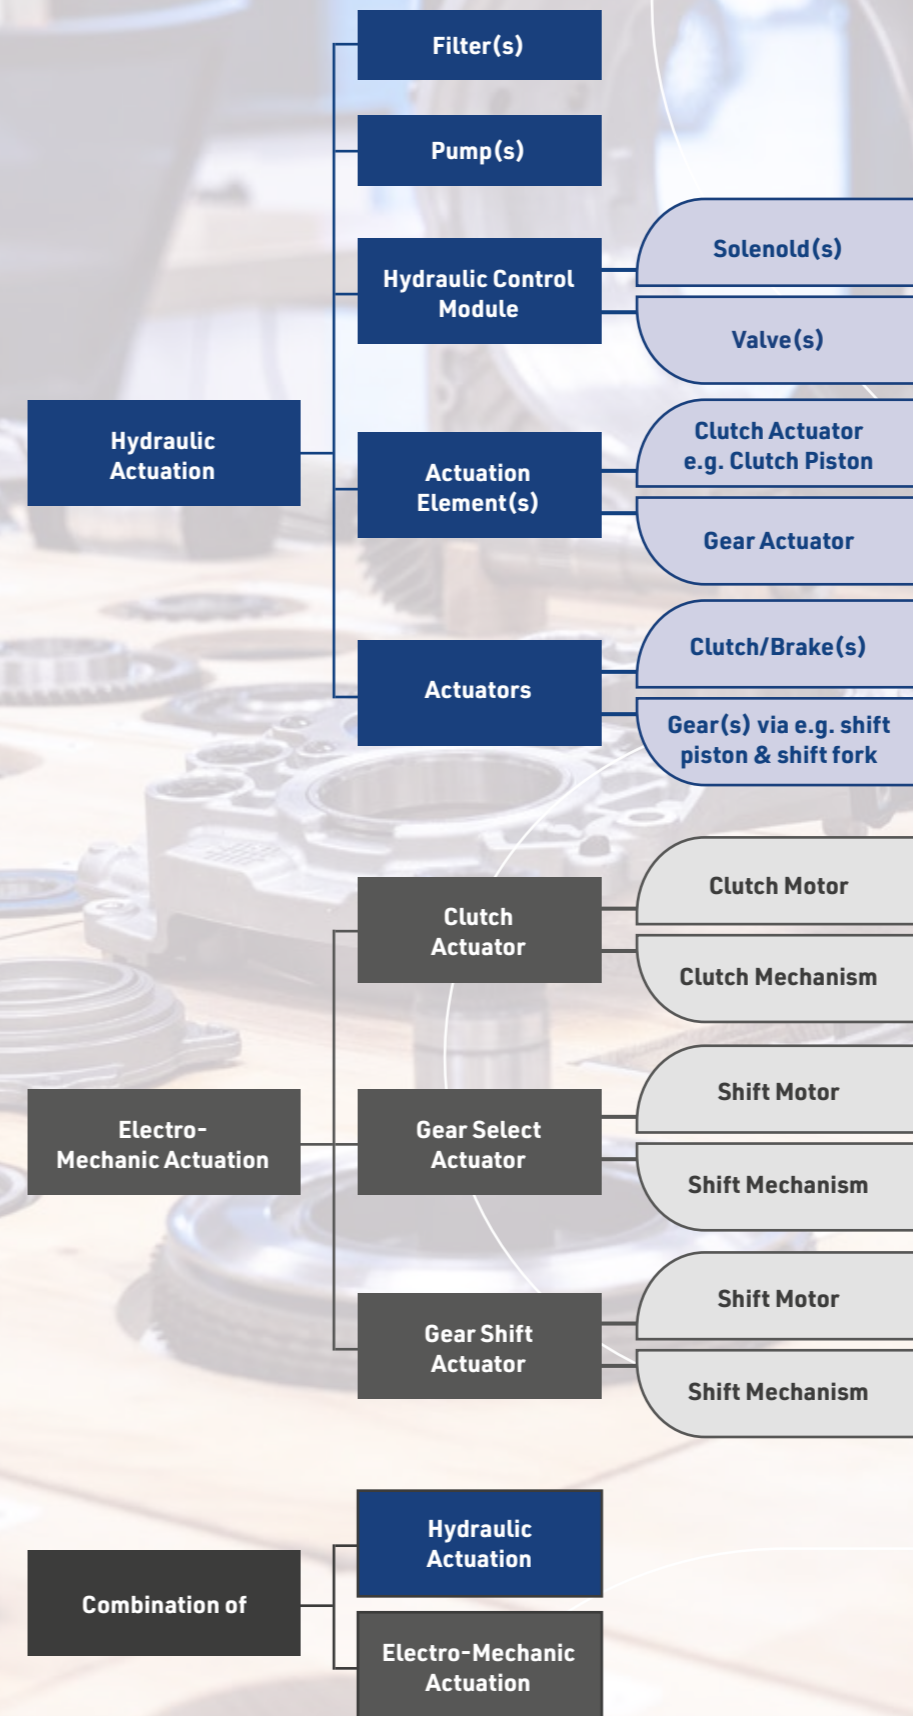 Filter(s)
Pump(s)
Hydraulic Control
Module
Solenold(s)
Valve(s)
Hydraulic
Actuation
Actuation
Element(s)
Clutch Actuator
e.g. Clutch Piston
Gear Actuator
Actuators
Clutch/Brake(s)
Gear(s) via e.g. shift
piston & shift fork
Clutch
Actuator
Clutch Motor
Clutch Mechanism
Electro-
Mechanic Actuation
Gear Select
Actuator
Shift Motor
Shift Mechanism
Gear Shift
Actuator
Shift Motor
Shift Mechanism
Combination of
Hydraulic
Actuation
Electro-Mechanic
Actuation